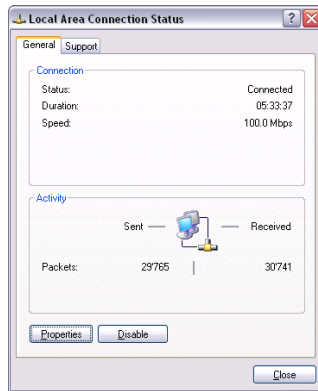 Local Area Connection Status
General Support
Connection
Status: Connected
Duration: 05:33:37
Speed: 100.0 Mbps
Activity
Sent Received
Packets: 29'765 30'741
Properties Disable
Close